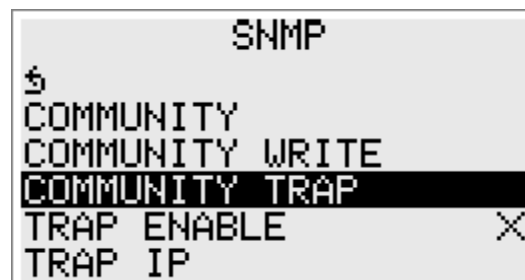 SNMP
COMMUNITY
COMMUNITY WRITE
COMMUNITY TRAP
TRAP ENABLE X
TRAP IP